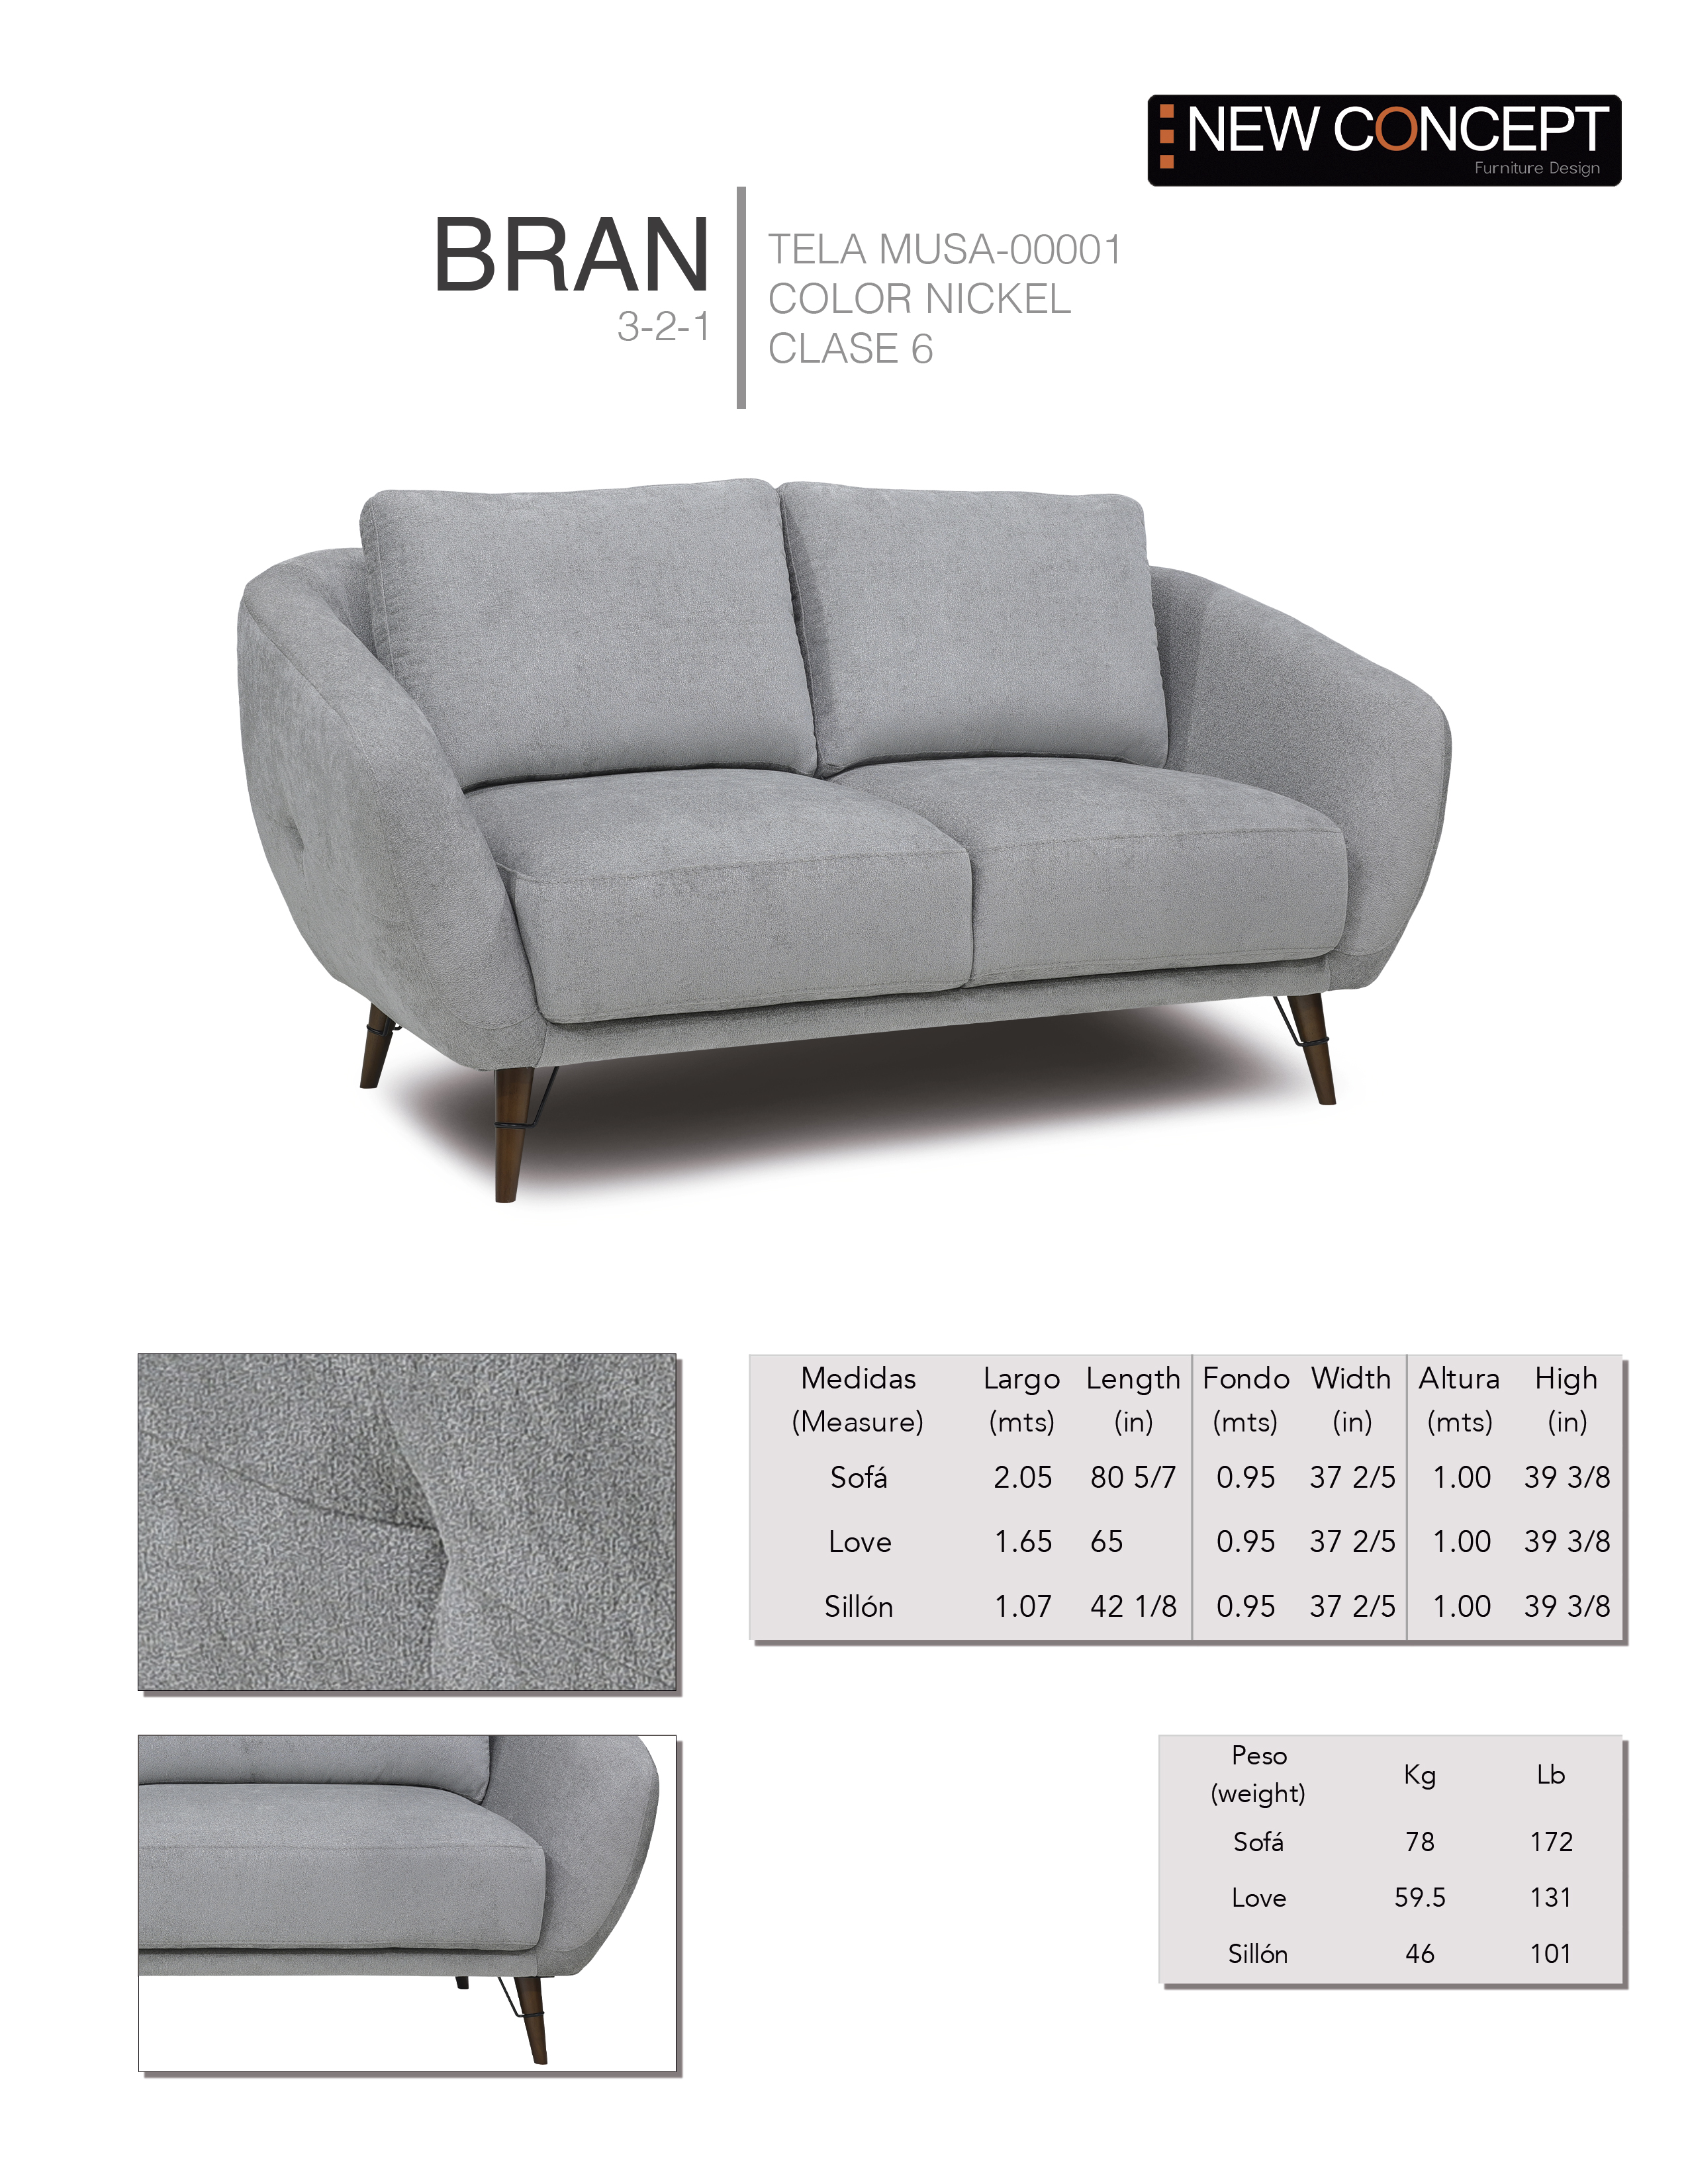 NEW CONCEPT
Furniture Design
BRAN
3-2-1
TELA MUSA-00001
COLOR NICKEL
CLASE 6
Medidas (Measure) Largo (mts) Length (in) Fondo (mts) Width (in) Altura (mts) High (in)
Sofá 2.05 80 5/7 0.95 37 2/5 1.00 39 3/8
Love 1.65 65 0.95 37 2/5 1.00 39 3/8
Sillón 1.07 42 1/8 0.95 37 2/5 1.00 39 3/8
Peso (weight) Kg Lb
Sofá 78 172
Love 59.5 131
Sillón 46 101